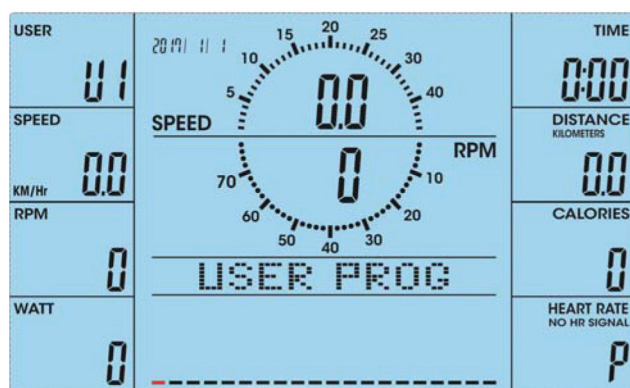 USER
U1
SPEED
KM/Hr 0.0
RPM
0
WATT
0
2017/ 1/ 1
5 10 15 20 25 30 40
SPEED 0.0
0 RPM
70 60 50 40 30 20 10
USER PROG
TIME
0:00
DISTANCE
KILOMETERS
0.0
CALORIES
0
HEART RATE
NO HR SIGNAL
P